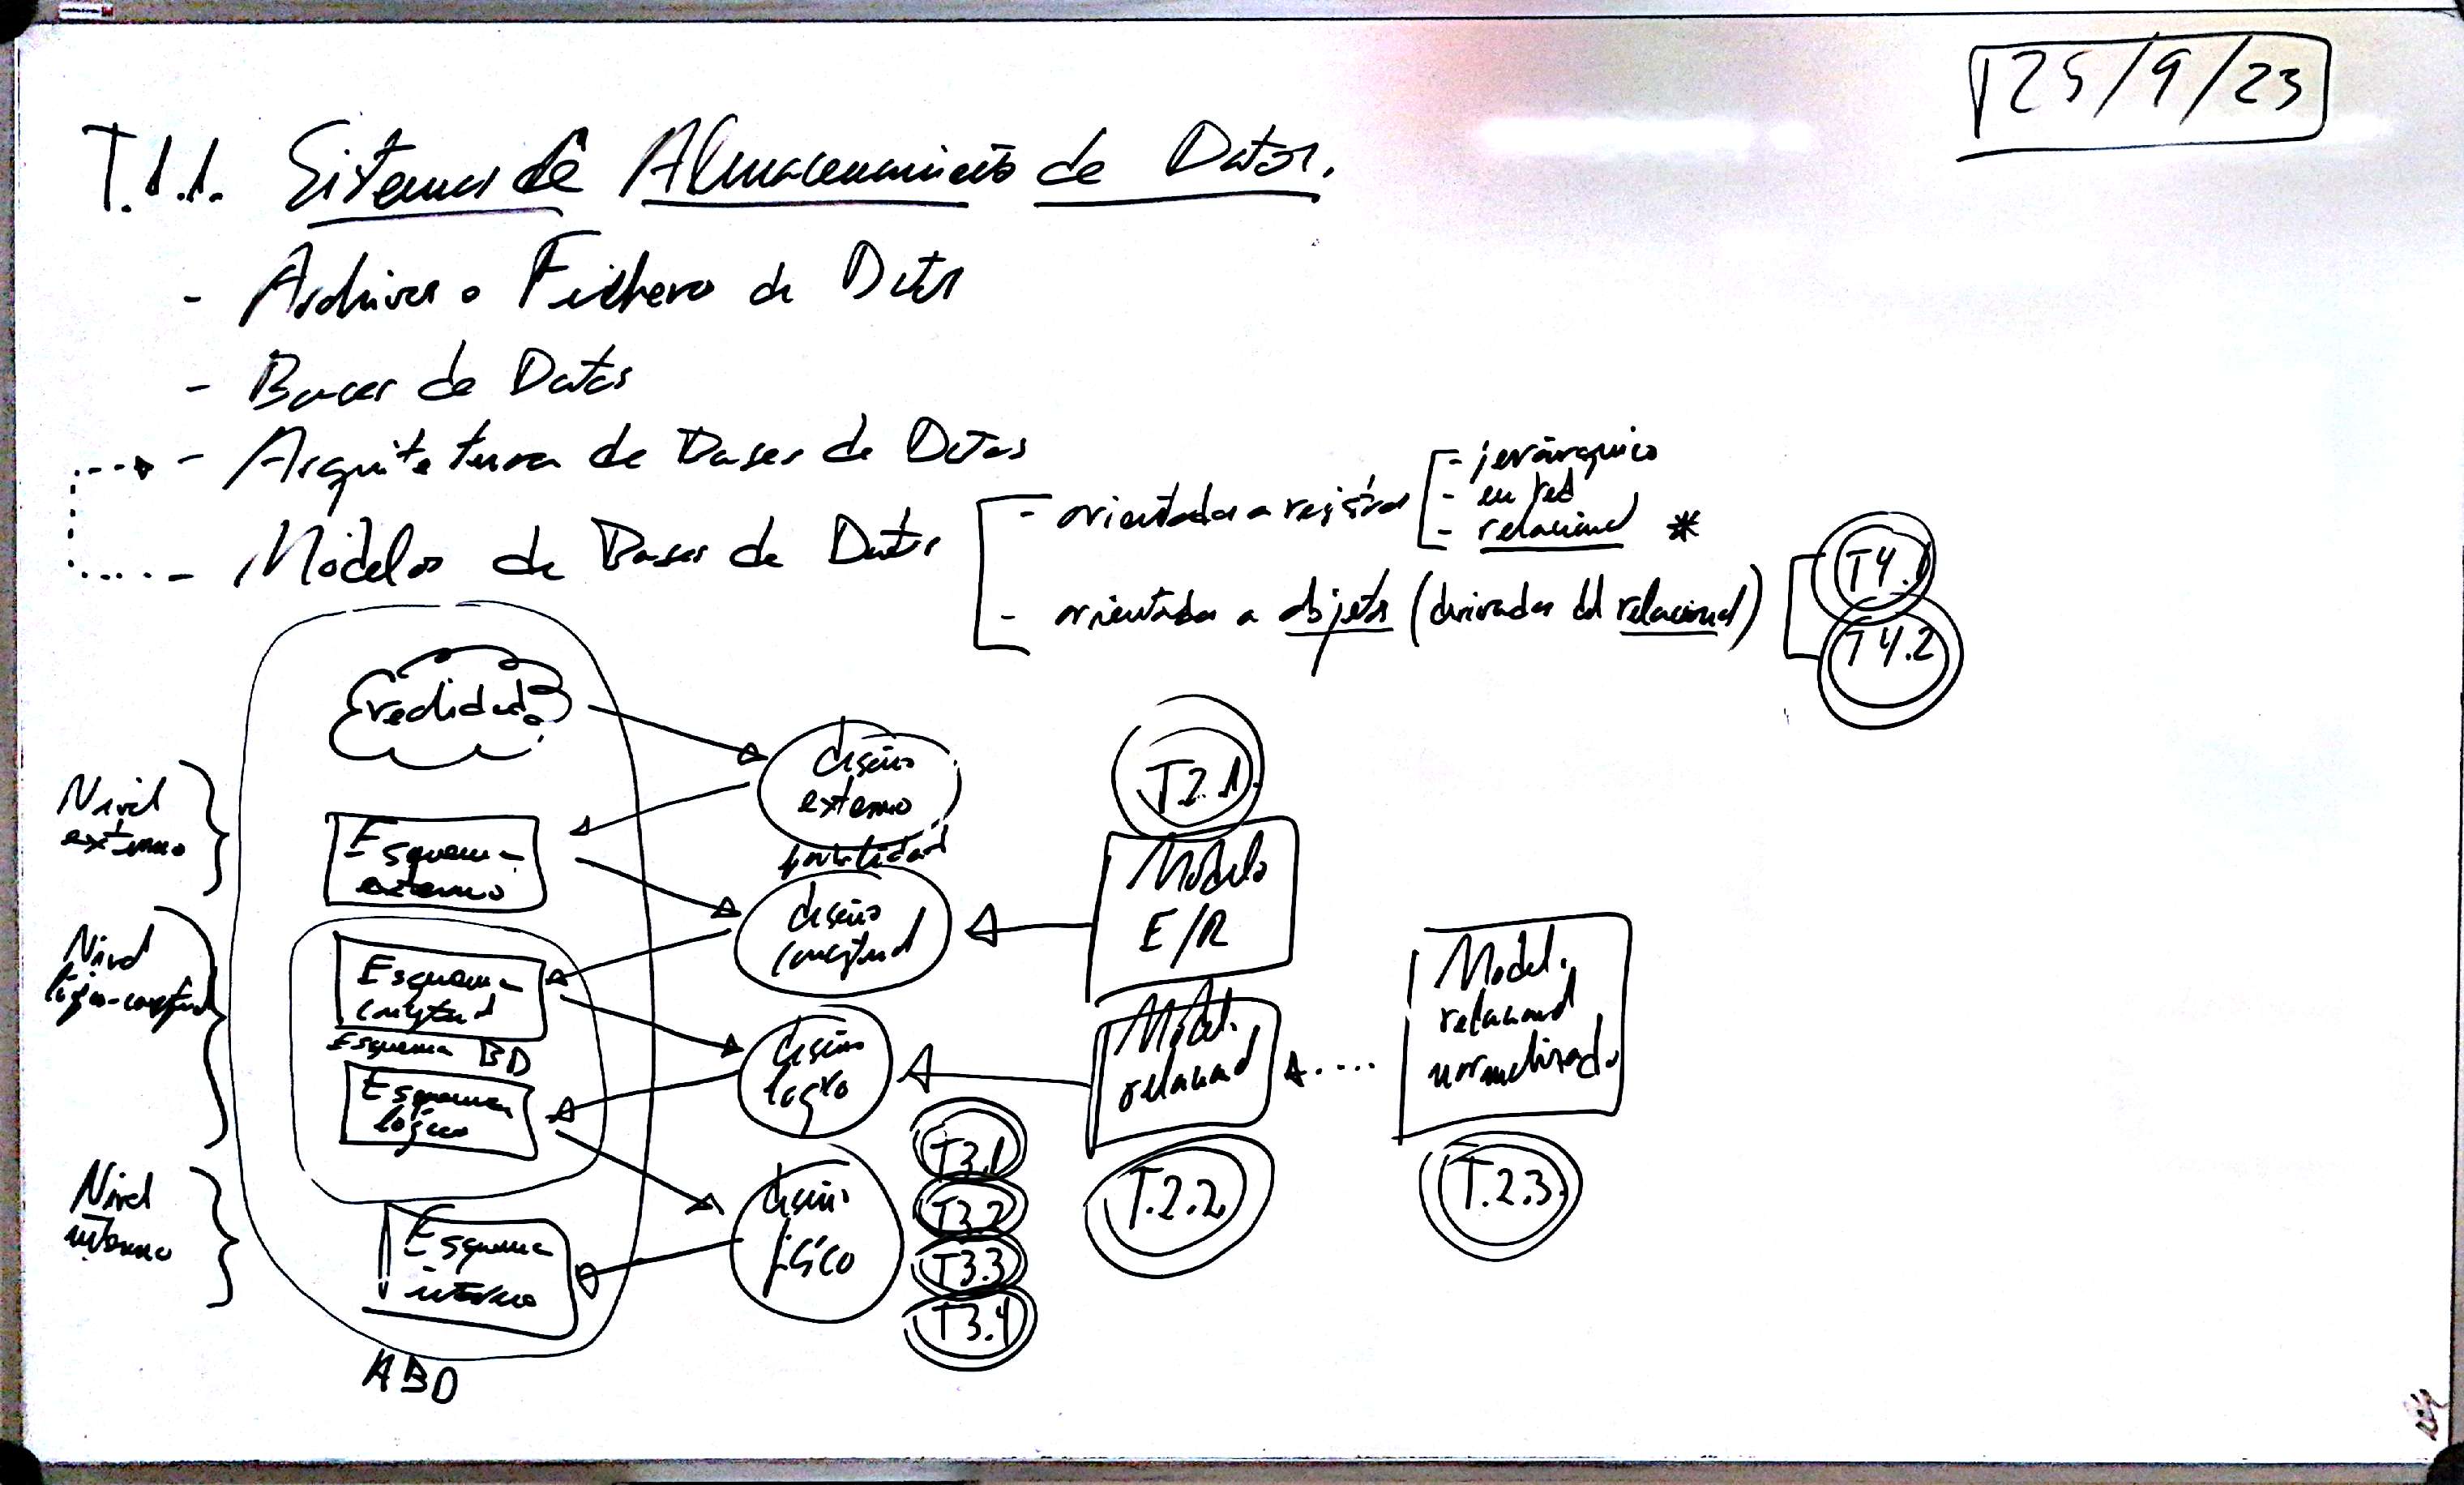 25/9/23
T.1.1. Sistemas de Almacenamiento de Datos.
- Archivos o Ficheros de Datos
- Bases de Datos
- Arquitetura de Bases de Datos
- Modelos de Bases de Datos
- orientados a registros
- jerárquico
- en red
- relacional *
- orientados a objetos (derivados del relacional)
T4.1
T4.2
realidad
diseño
externo
Nivel
externo
Esquema
externo
T2.1.
Modelo
E/R
diseño
conceptual
Nivel
lógico-conceptual
Esquema
conceptual
Esquema BD
Esquema
lógico
diseño
lógico
Model.
relacional
Model.
relacional
normalizado
T3.1
T3.2
T3.3
T3.4
T.2.2
T.2.3.
Nivel
interno
Esquema
interno
diseño
físico
ABD